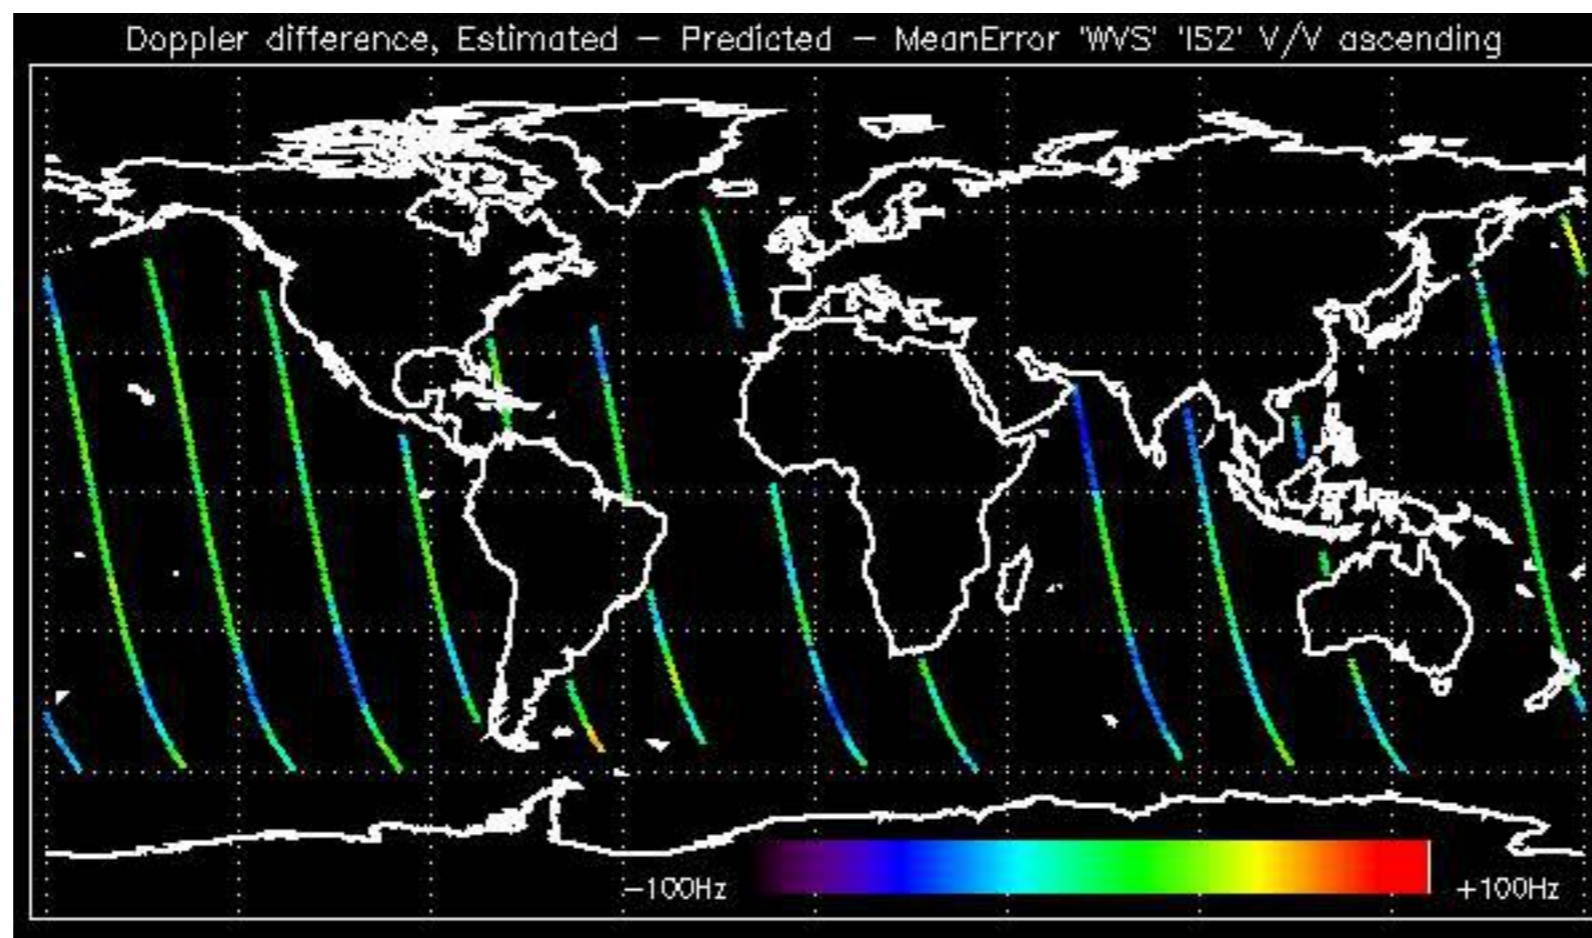 Doppler difference, Estimated - Predicted - MeanError 'WVS' 'IS2' V/V ascending
-100Hz
+100Hz